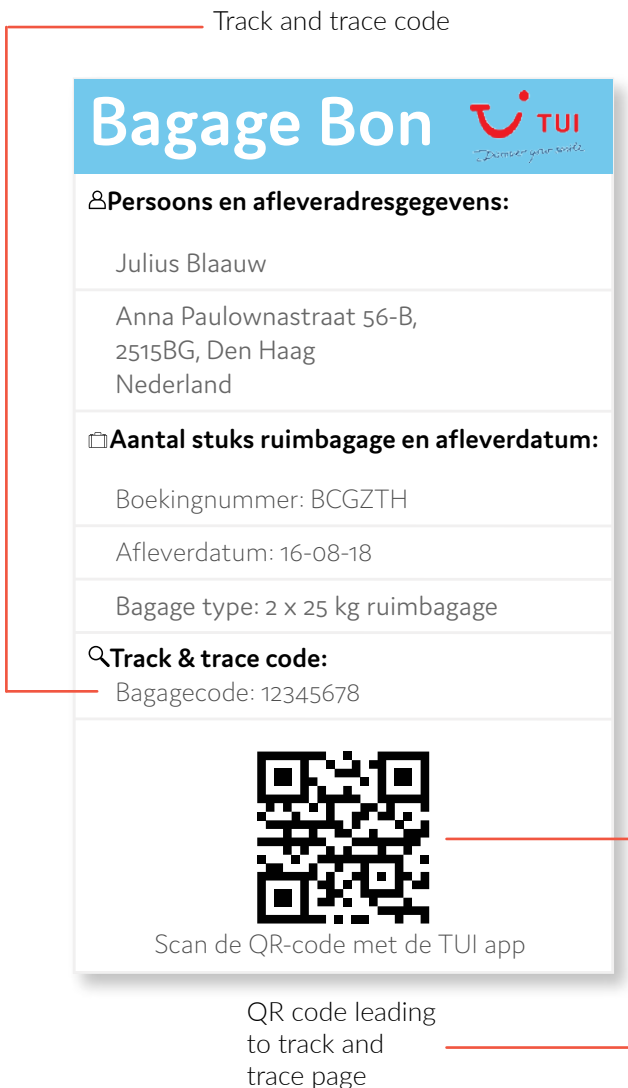 Track and trace code
Bagage Bon
TUI
Persoons en afleveradresgegevens:
Julius Blaauw
Anna Paulownastraat 56-B,
2515BG, Den Haag
Nederland
Aantal stuks ruimbagage en afleverdatum:
Boekingnummer: BCGZTH
Afleverdatum: 16-08-18
Bagage type: 2 x 25 kg ruimbagage
Track & trace code:
Bagagecode: 12345678
Scan de QR-code met de TUI app
QR code leading
to track and
trace page